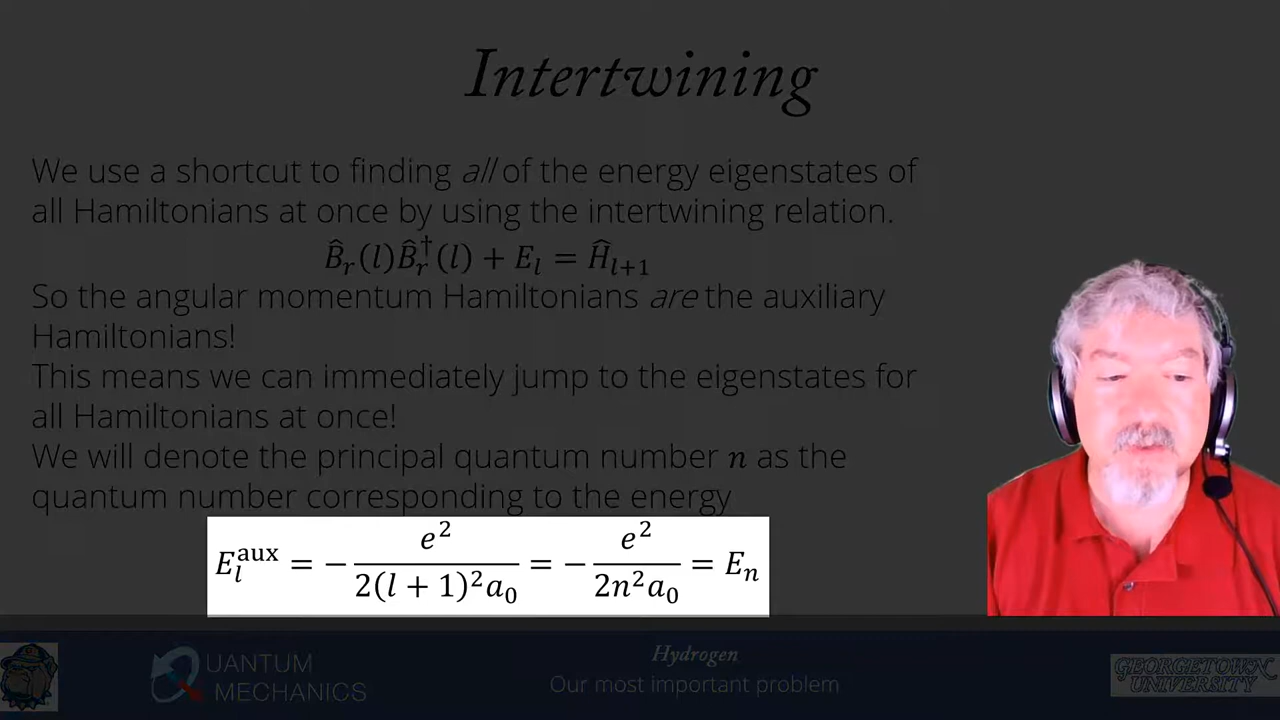 Intertwining
We use a shortcut to finding all of the energy eigenstates of
all Hamiltonians at once by using the intertwining relation.
B̂ᵣ(l)B̂ᵣ†(l) + Eₗ = Ĥₗ₊₁
So the angular momentum Hamiltonians are the auxiliary
Hamiltonians!
This means we can immediately jump to the eigenstates for
all Hamiltonians at once!
We will denote the principal quantum number n as the
quantum number corresponding to the energy
Eₗ^aux = − e²/(2(l + 1)²a₀) = − e²/(2n²a₀) = Eₙ
QUANTUM
MECHANICS
Hydrogen
Our most important problem
GEORGETOWN
UNIVERSITY